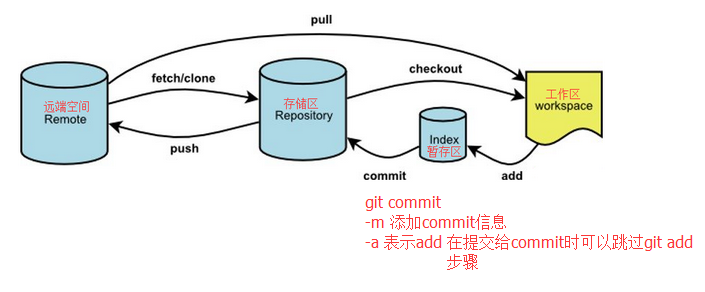 pull
fetch/clone
checkout
远端空间
Remote
存储区
Repository
工作区
workspace
Index
暂存区
push
commit
add
git commit
-m 添加commit信息
-a 表示add 在提交给commit时可以跳过git add
步骤